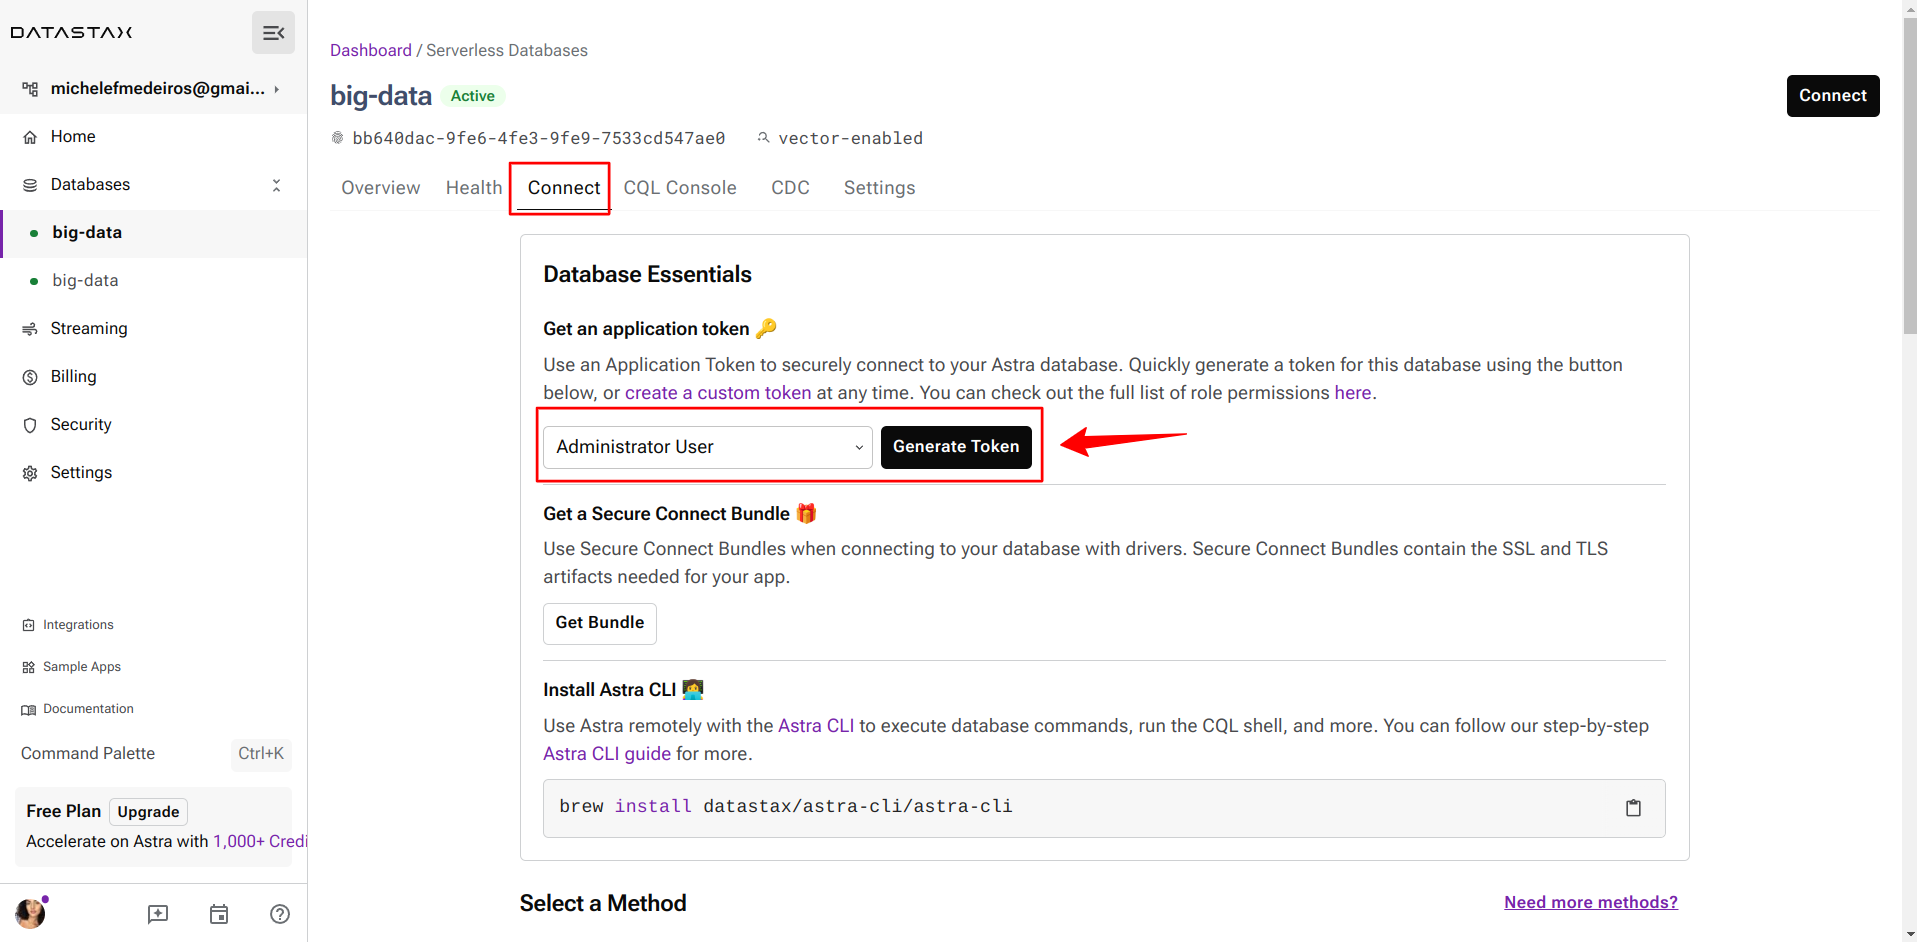 DATASTAX
michelefmedeiros@gmai...
Home
Databases
big-data
big-data
Streaming
Billing
Security
Settings
Integrations
Sample Apps
Documentation
Command Palette Ctrl+K
Free Plan Upgrade
Accelerate on Astra with 1,000+ Credi
Dashboard / Serverless Databases
big-data Active
Connect
bb640dac-9fe6-4fe3-9fe9-7533cd547ae0 vector-enabled
Overview Health Connect CQL Console CDC Settings
Database Essentials
Get an application token 🔑
Use an Application Token to securely connect to your Astra database. Quickly generate a token for this database using the button
below, or create a custom token at any time. You can check out the full list of role permissions here.
Administrator User Generate Token
Get a Secure Connect Bundle 🎁
Use Secure Connect Bundles when connecting to your database with drivers. Secure Connect Bundles contain the SSL and TLS
artifacts needed for your app.
Get Bundle
Install Astra CLI 👩‍💻
Use Astra remotely with the Astra CLI to execute database commands, run the CQL shell, and more. You can follow our step-by-step
Astra CLI guide for more.
brew install datastax/astra-cli/astra-cli
Select a Method
Need more methods?